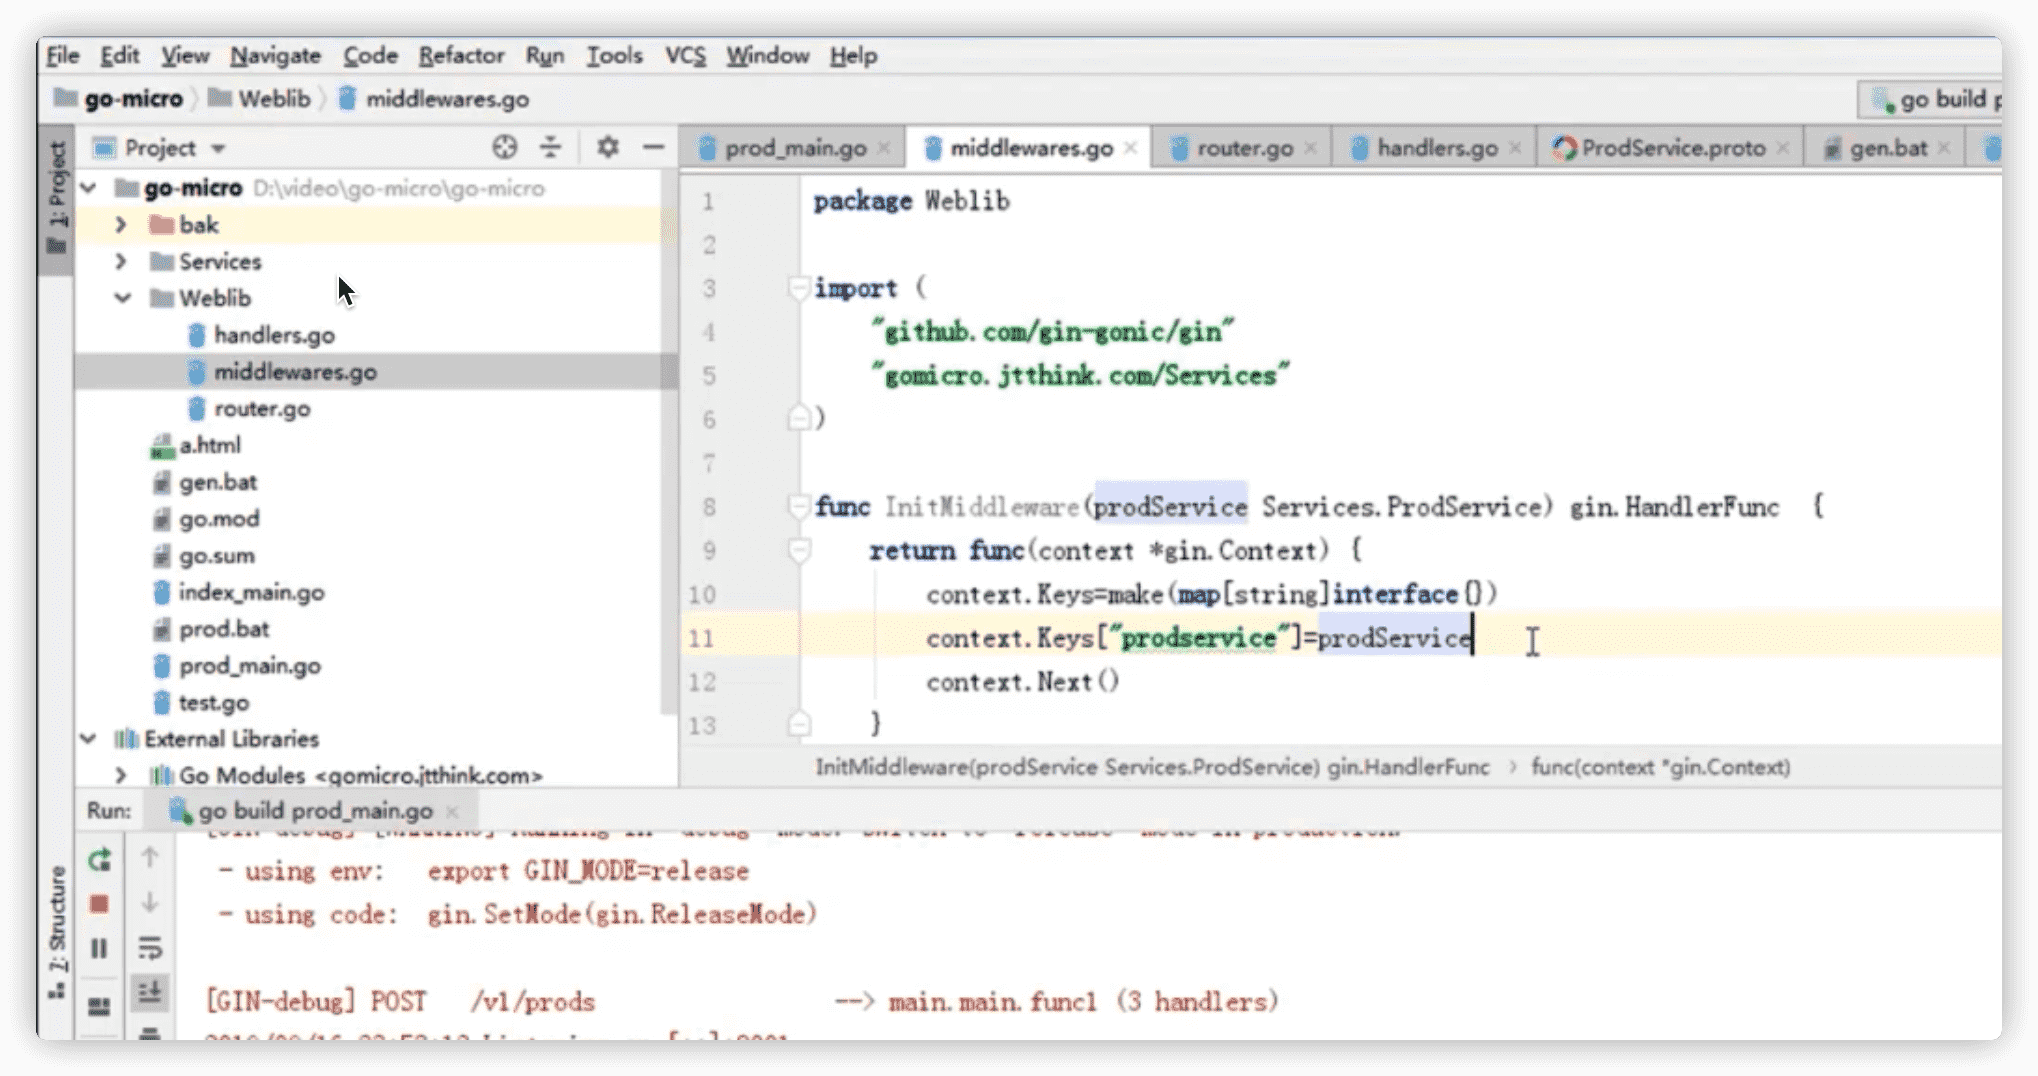 File Edit View Navigate Code Refactor Run Tools VCS Window Help
go-micro Weblib middlewares.go
go build p
1: Project
Project
go-micro D:\video\go-micro\go-micro
bak
Services
Weblib
handlers.go
middlewares.go
router.go
a.html
gen.bat
go.mod
go.sum
index_main.go
prod.bat
prod_main.go
test.go
External Libraries
Go Modules <gomicro.jtthink.com>
prod_main.go middlewares.go router.go handlers.go ProdService.proto gen.bat
1 package Weblib
2
3 import (
4 "github.com/gin-gonic/gin"
5 "gomicro.jtthink.com/Services"
6 )
7
8 func InitMiddleware(prodService Services.ProdService) gin.HandlerFunc {
9 return func(context *gin.Context) {
10 context.Keys=make(map[string]interface{})
11 context.Keys["prodservice"]=prodService
12 context.Next()
13 }
InitMiddleware(prodService Services.ProdService) gin.HandlerFunc › func(context *gin.Context)
Run: go build prod_main.go
7: Structure
- using env: export GIN_MODE=release
- using code: gin.SetMode(gin.ReleaseMode)
[GIN-debug] POST /v1/prods --> main.main.func1 (3 handlers)